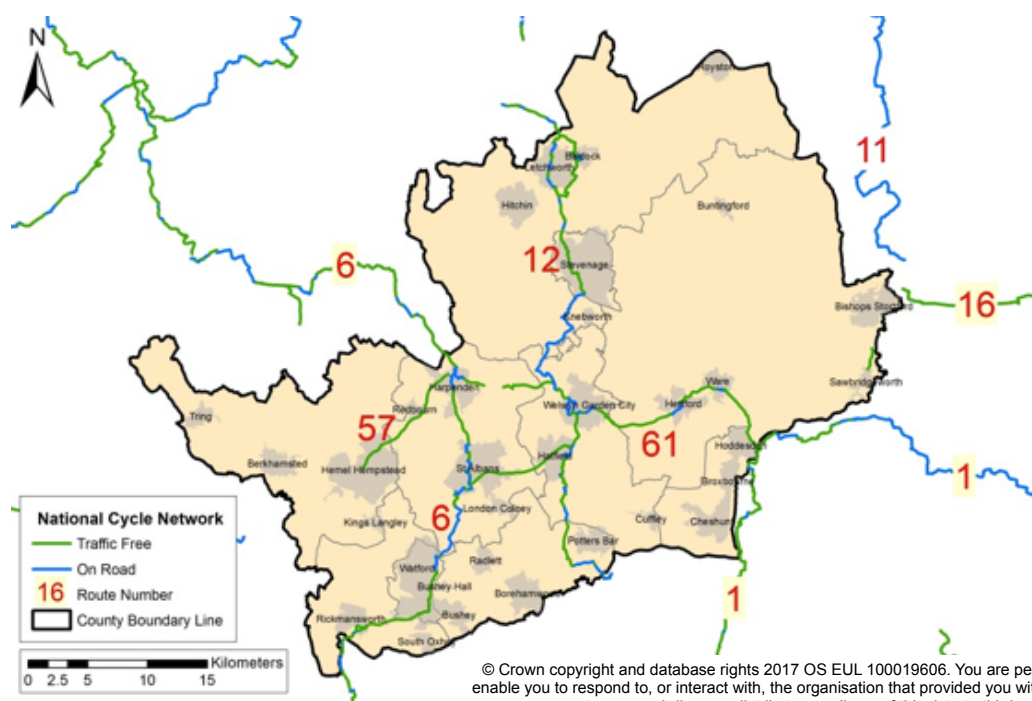 N
Royston
11
Baldock
Letchworth
Hitchin
Buntingford
12
Stevenage
6
16
Bishops Stortford
Knebworth
Harpenden
Sawbridgeworth
Tring
Redbourn
Welwyn Garden City
Ware
Hertford
57
61
Hoddesdon
Berkhamsted
Hemel Hempstead
St Albans
Hatfield
1
Broxbourne
London Colney
Kings Langley
6
Cuffley
Cheshunt
Potters Bar
Watford
Radlett
Bushey Hall
Borehamwood
1
Rickmansworth
Bushey
South Oxhey
National Cycle Network
Traffic Free
On Road
16 Route Number
County Boundary Line
Kilometers
0 2.5 5 10 15
© Crown copyright and database rights 2017 OS EUL 100019606. You are pe
enable you to respond to, or interact with, the organisation that provided you wi